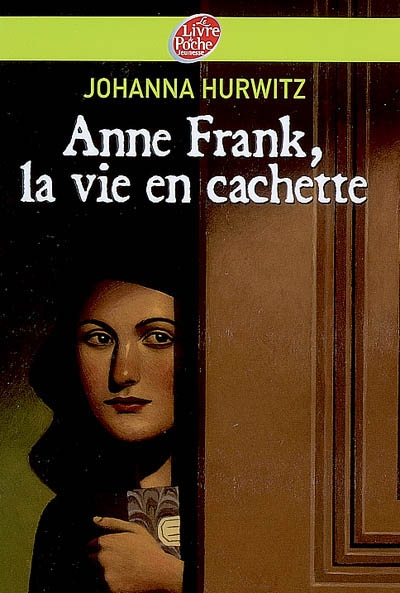 Le
Livre
de
Poche
Jeunesse
JOHANNA HURWITZ
Anne Frank,
la vie en cachette